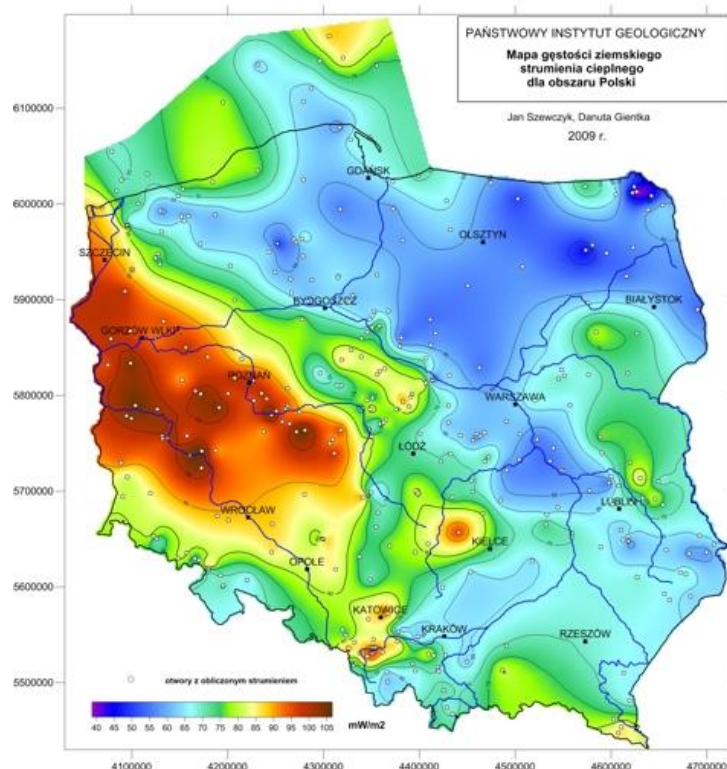 PAŃSTWOWY INSTYTUT GEOLOGICZNY
Mapa gęstości ziemskiego
strumienia cieplnego
dla obszaru Polski
Jan Szewczyk, Danuta Gientka
2009 r.
6100000
6000000
5900000
5800000
5700000
5600000
5500000
5400000
GDAŃSK
OLSZTYN
SZCZECIN
BYDGOSZCZ
BIAŁYSTOK
GORZÓW WLKP
POZNAŃ
WARSZAWA
ŁÓDŹ
LUBLIN
WROCŁAW
KIELCE
OPOLE
KATOWICE
KRAKÓW
RZESZÓW
otwory z obliczonym strumieniem
40 45 50 55 60 65 70 75 80 85 90 95 100 105
mW/m2
4100000 4200000 4300000 4400000 4500000 4600000 4700000